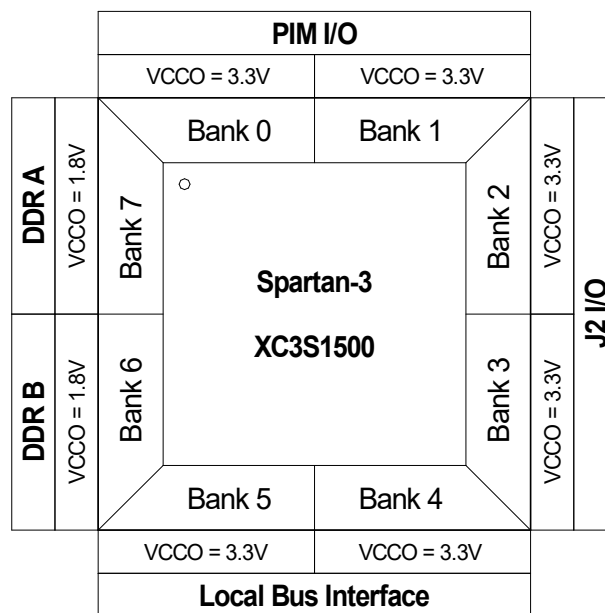 PIM I/O
VCCO = 3.3V
VCCO = 3.3V
Bank 0
Bank 1
DDR A
VCCO = 1.8V
Bank 7
Bank 2
VCCO = 3.3V
J2 I/O
Spartan-3
XC3S1500
DDR B
VCCO = 1.8V
Bank 6
Bank 3
VCCO = 3.3V
Bank 5
Bank 4
VCCO = 3.3V
VCCO = 3.3V
Local Bus Interface